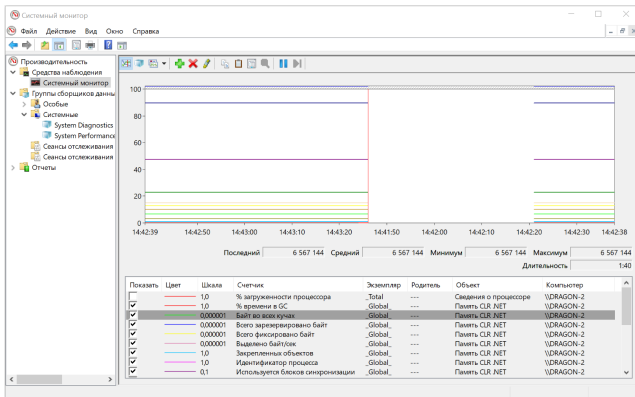 Системный монитор
Файл Действие Вид Окно Справка
Производительность
Средства наблюдения
Системный монитор
Группы сборщиков данны
Особые
Системные
System Diagnostics
System Performance
Сеансы отслеживания
Сеансы отслеживания
Отчеты
100
80
60
40
20
0
14:42:39 14:42:50 14:43:00 14:43:10 14:43:20 14:41:50 14:42:00 14:42:10 14:42:20 14:42:30 14:42:38
Последний 6 567 144 Средний 6 567 144 Минимум 6 567 144 Максимум 6 567 144
Длительность 1:40
Показать Цвет Шкала Счетчик Экземпляр Родитель Объект Компьютер
1,0 % загруженности процессора _Total --- Сведения о процессоре \\DRAGON-2
1,0 % времени в GC _Global_ --- Память CLR .NET \\DRAGON-2
0,000001 Байт во всех кучах _Global_ --- Память CLR .NET \\DRAGON-2
0,000001 Всего зарезервировано байт _Global_ --- Память CLR .NET \\DRAGON-2
0,000001 Всего фиксировано байт _Global_ --- Память CLR .NET \\DRAGON-2
0,000001 Выделено байт/сек _Global_ --- Память CLR .NET \\DRAGON-2
1,0 Закрепленных объектов _Global_ --- Память CLR .NET \\DRAGON-2
1,0 Идентификатор процесса _Global_ --- Память CLR .NET \\DRAGON-2
0,1 Используется блоков синхронизации _Global_ --- Память CLR .NET \\DRAGON-2